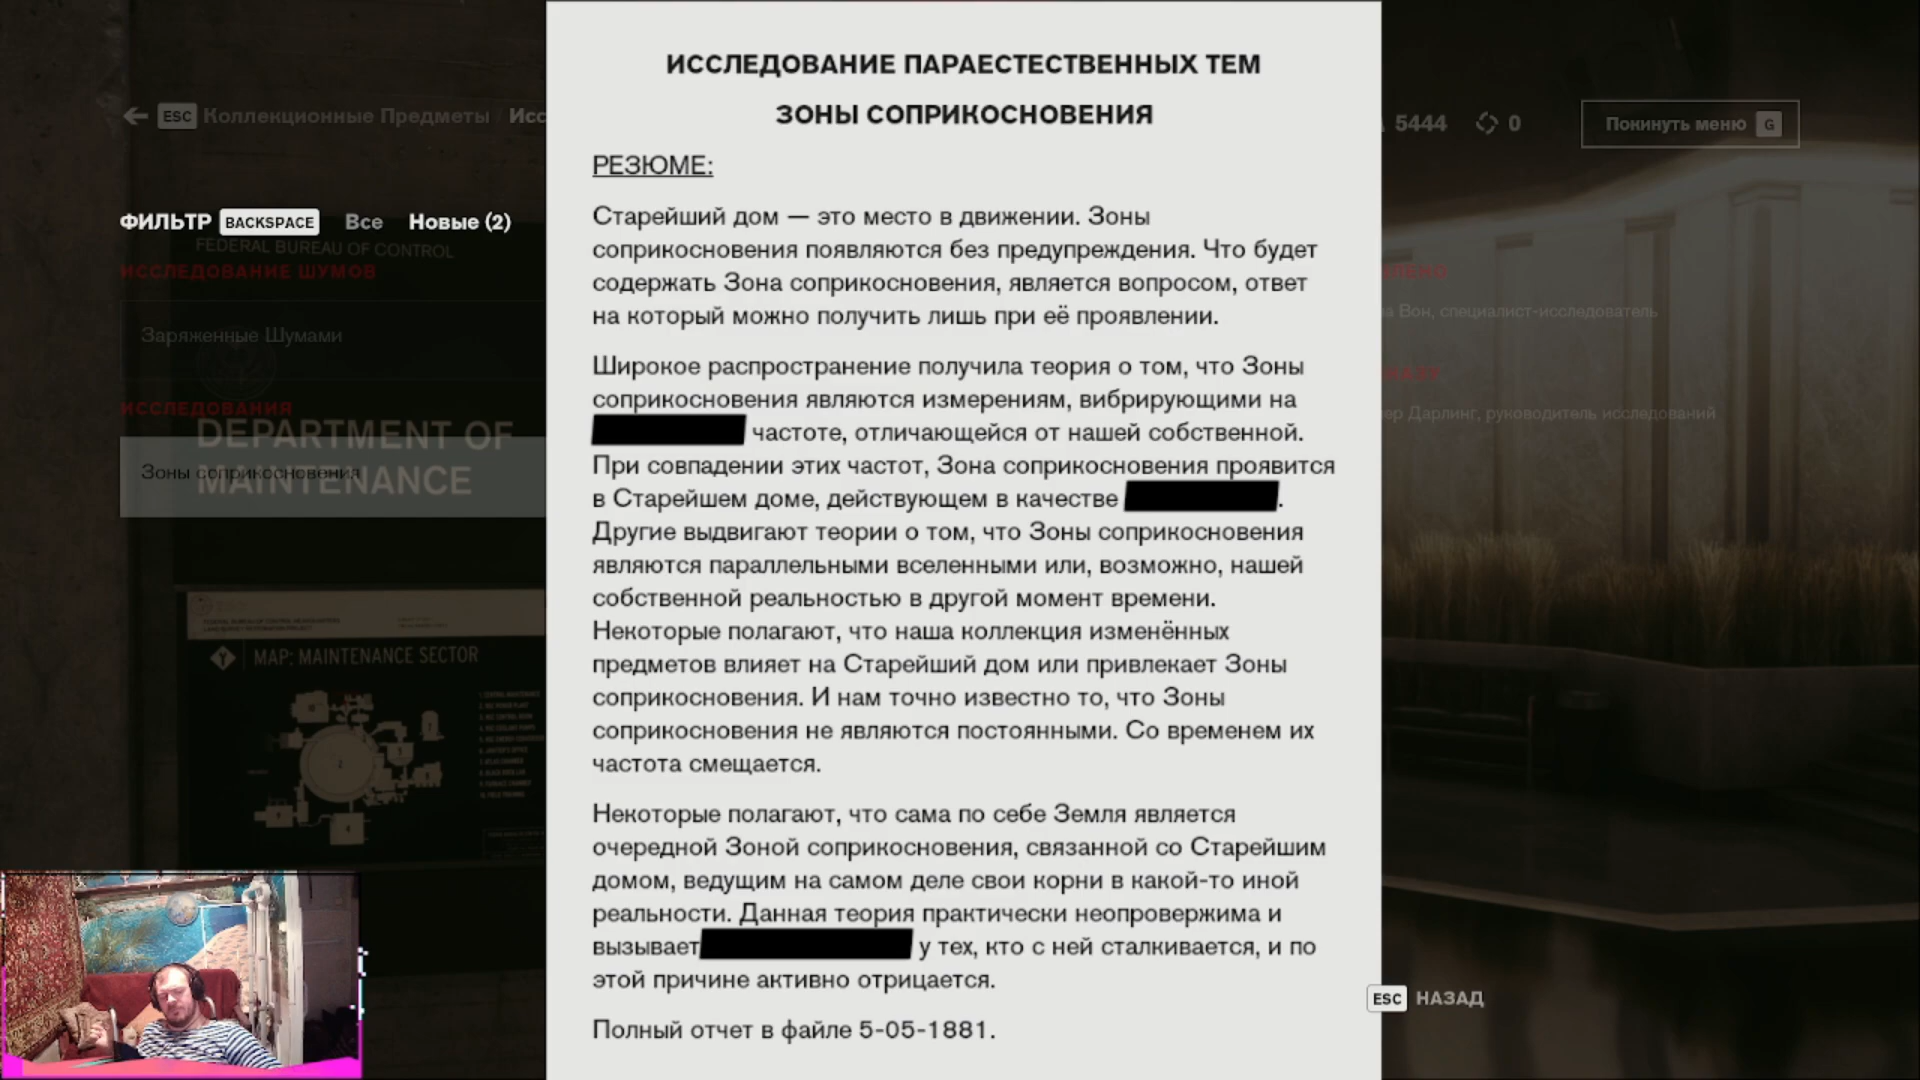 ИССЛЕДОВАНИЕ ПАРАЕСТЕСТВЕННЫХ ТЕМ
ЗОНЫ СОПРИКОСНОВЕНИЯ
ESC Коллекционные Предметы
5444
0
Покинуть меню G
РЕЗЮМЕ:
ФИЛЬТР BACKSPACE Все Новые (2)
FEDERAL BUREAU OF CONTROL
ИССЛЕДОВАНИЕ ШУМОВ
Заряженные Шумами
ИССЛЕДОВАНИЯ
DEPARTMENT OF
MAINTENANCE
Зоны соприкосновения
MAP: MAINTENANCE SECTOR
Старейший дом — это место в движении. Зоны
соприкосновения появляются без предупреждения. Что будет
содержать Зона соприкосновения, является вопросом, ответ
на который можно получить лишь при её проявлении.
Широкое распространение получила теория о том, что Зоны
соприкосновения являются измерениям, вибрирующими на
частоте, отличающейся от нашей собственной.
При совпадении этих частот, Зона соприкосновения проявится
в Старейшем доме, действующем в качестве .
Другие выдвигают теории о том, что Зоны соприкосновения
являются параллельными вселенными или, возможно, нашей
собственной реальностью в другой момент времени.
Некоторые полагают, что наша коллекция изменённых
предметов влияет на Старейший дом или привлекает Зоны
соприкосновения. И нам точно известно то, что Зоны
соприкосновения не являются постоянными. Со временем их
частота смещается.
Некоторые полагают, что сама по себе Земля является
очередной Зоной соприкосновения, связанной со Старейшим
домом, ведущим на самом деле свои корни в какой-то иной
реальности. Данная теория практически неопровержима и
вызывает у тех, кто с ней сталкивается, и по
этой причине активно отрицается.
Полный отчет в файле 5-05-1881.
Вон, специалист-исследователь
Дарлинг, руководитель исследований
ESC НАЗАД